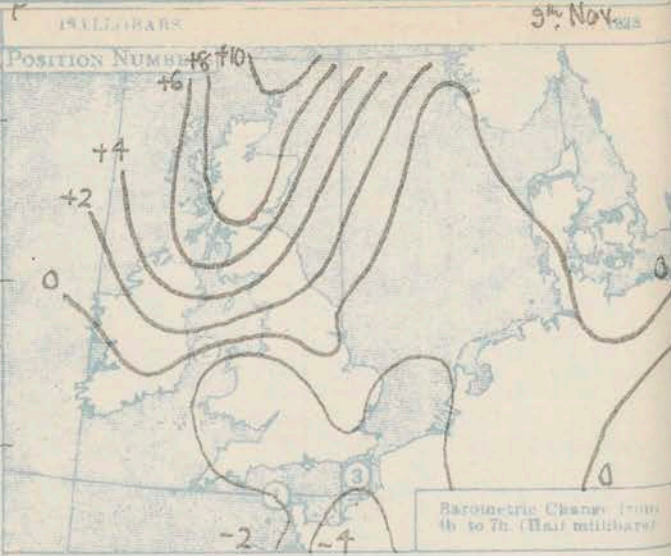 ISALLOBARS
9th Nov.
POSITION NUMBE
+8 +10
+6
+4
+2
0
0
3
0
-2
-4
Barometric Change from
4h to 7h. (Half millibars)